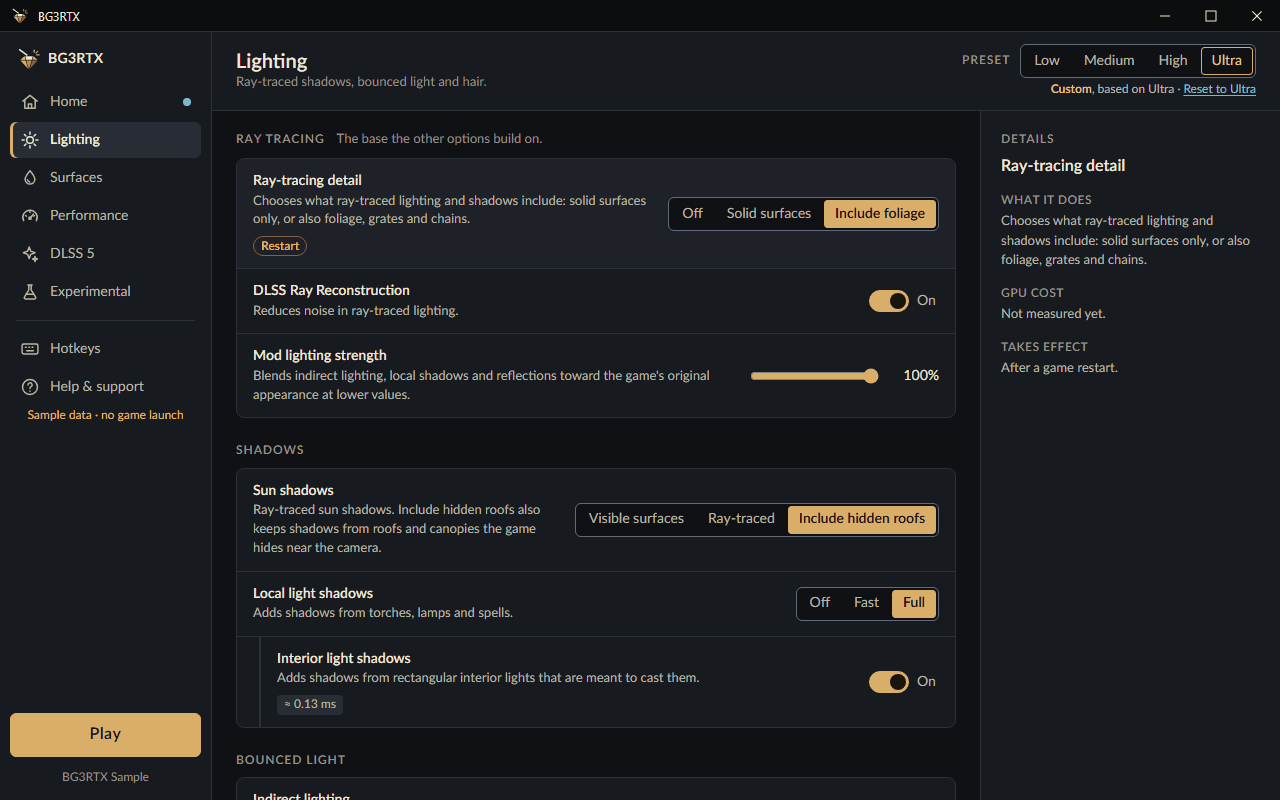 BG3RTX
BG3RTX
Home
Lighting
Surfaces
Performance
DLSS 5
Experimental
Hotkeys
Help & support
Sample data · no game launch
Play
BG3RTX Sample
Lighting
Ray-traced shadows, bounced light and hair.
PRESET Low Medium High Ultra
Custom, based on Ultra · Reset to Ultra
RAY TRACING The base the other options build on.
Ray-tracing detail
Chooses what ray-traced lighting and shadows include: solid surfaces
only, or also foliage, grates and chains.
Restart
Off Solid surfaces Include foliage
DLSS Ray Reconstruction
Reduces noise in ray-traced lighting.
On
Mod lighting strength
Blends indirect lighting, local shadows and reflections toward the game's original
appearance at lower values.
100%
SHADOWS
Sun shadows
Ray-traced sun shadows. Include hidden roofs also
keeps shadows from roofs and canopies the game
hides near the camera.
Visible surfaces Ray-traced Include hidden roofs
Local light shadows
Adds shadows from torches, lamps and spells.
Off Fast Full
Interior light shadows
Adds shadows from rectangular interior lights that are meant to cast them.
≈ 0.13 ms
On
BOUNCED LIGHT
Indirect lighting
DETAILS
Ray-tracing detail
WHAT IT DOES
Chooses what ray-traced lighting and
shadows include: solid surfaces only, or also
foliage, grates and chains.
GPU COST
Not measured yet.
TAKES EFFECT
After a game restart.